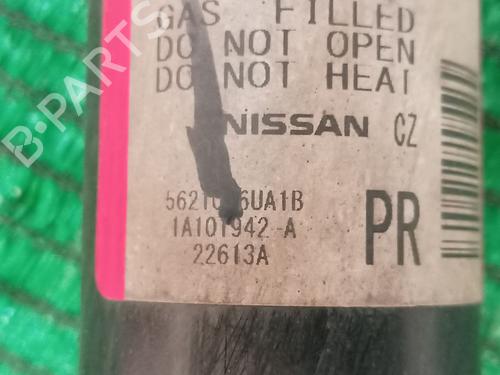 GAS FILLED
DO NOT OPEN
DO NOT HEAT
NISSAN CZ
1A101942-A
22613A
PR
B-PARTS